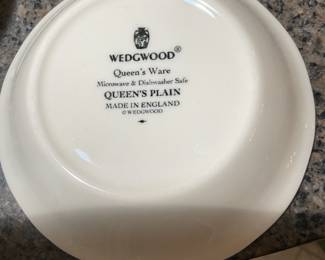 WEDGWOOD®
Queen's Ware
Microwave & Dishwasher Safe
QUEEN'S PLAIN
MADE IN ENGLAND
© WEDGWOOD